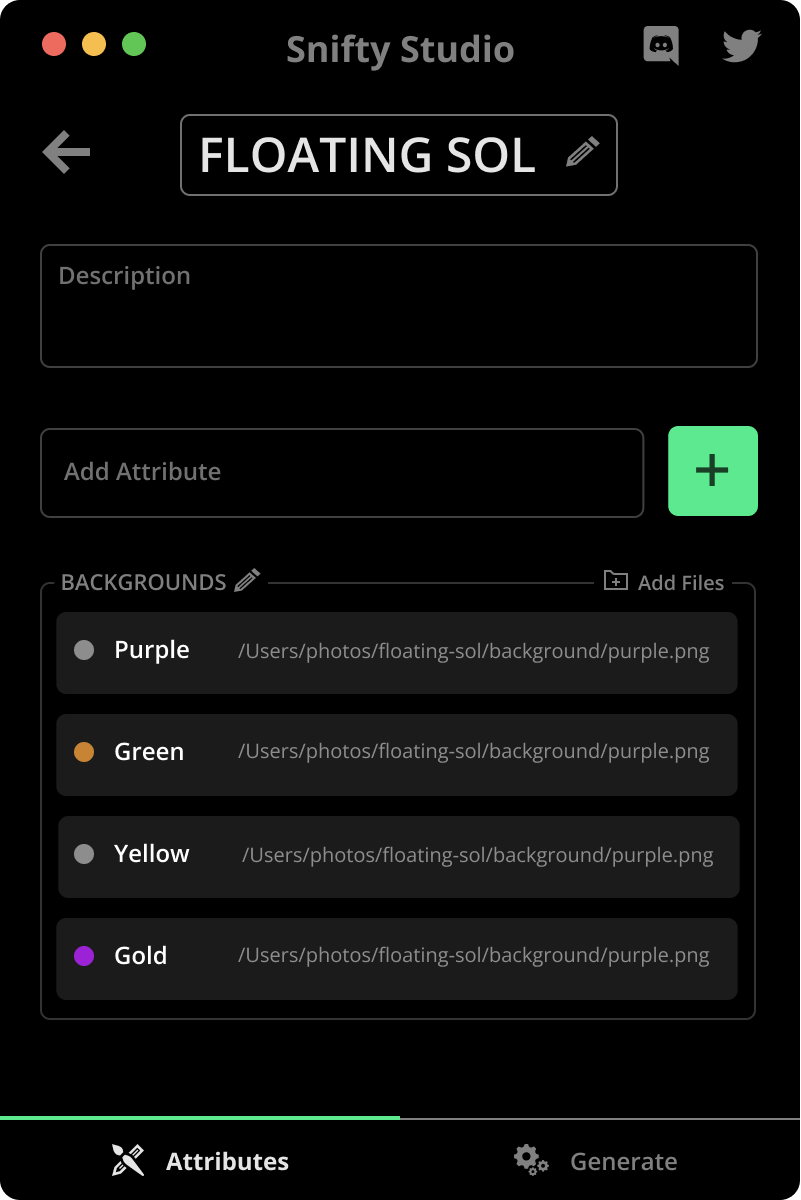 Snifty Studio
FLOATING SOL
Description
Add Attribute
BACKGROUNDS Add Files
Purple /Users/photos/floating-sol/background/purple.png
Green /Users/photos/floating-sol/background/purple.png
Yellow /Users/photos/floating-sol/background/purple.png
Gold /Users/photos/floating-sol/background/purple.png
Attributes Generate